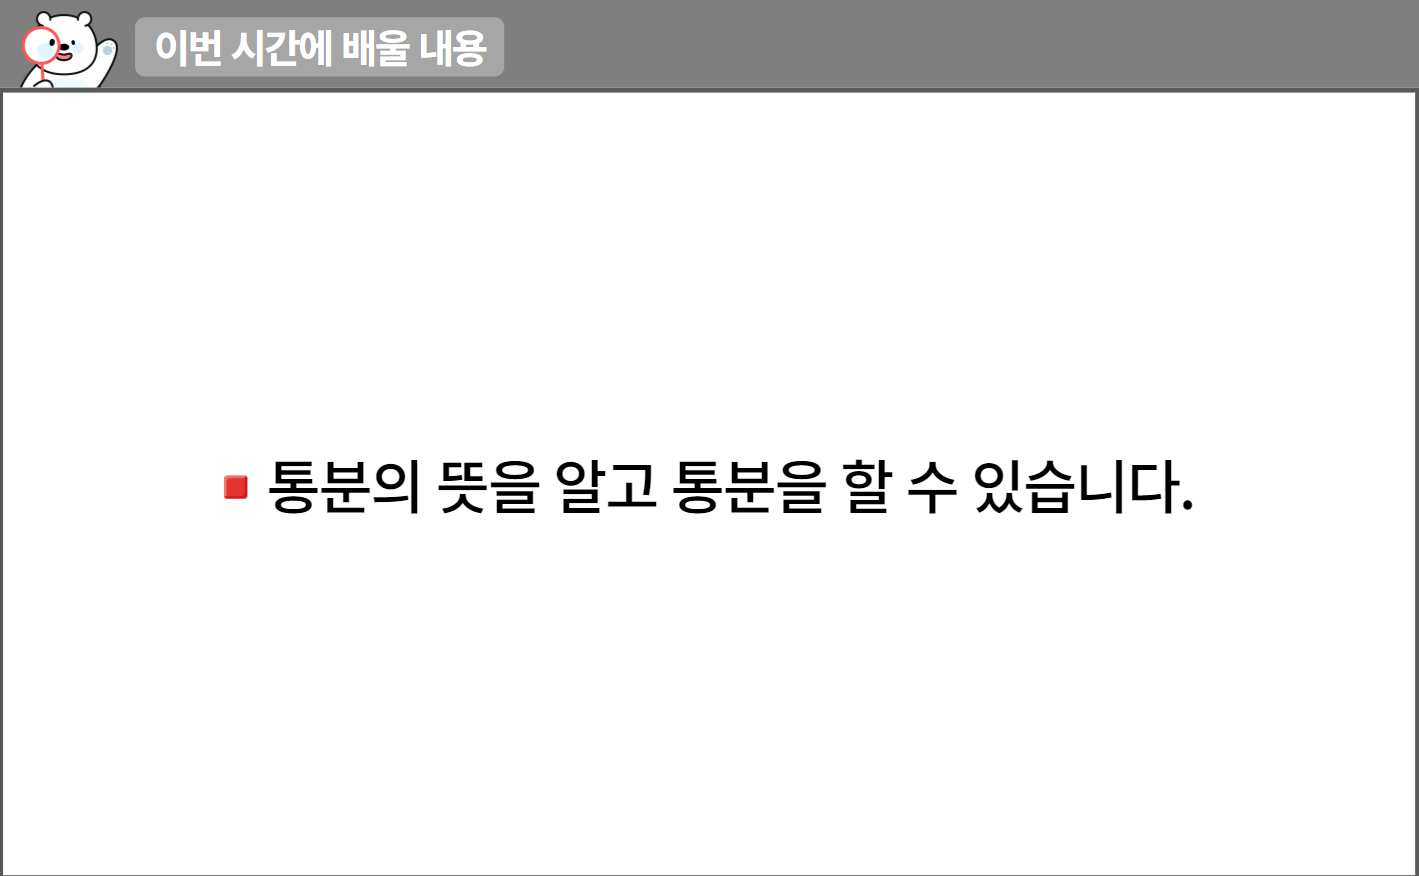 이번 시간에 배울 내용
통분의 뜻을 알고 통분을 할 수 있습니다.